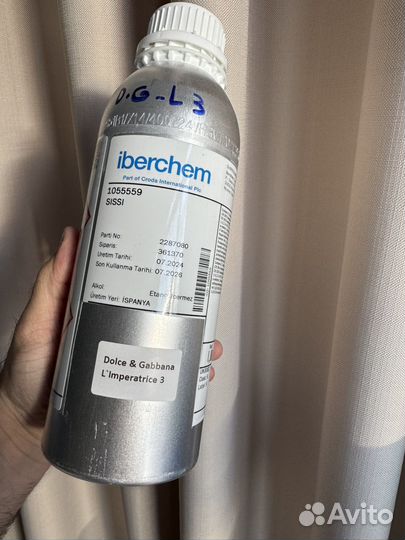 D.G-L3
iberchem
Part of Croda International Plc
1055559
SISSI
Parti No: 2287080
Sipariş: 361370
Üretim Tarihi: 07.2024
Son Kullanma Tarihi: 07.2026
Alkol:
Üretim Yeri: İSPANYA
Dolce & Gabbana
L`Imperatrice 3
Avito